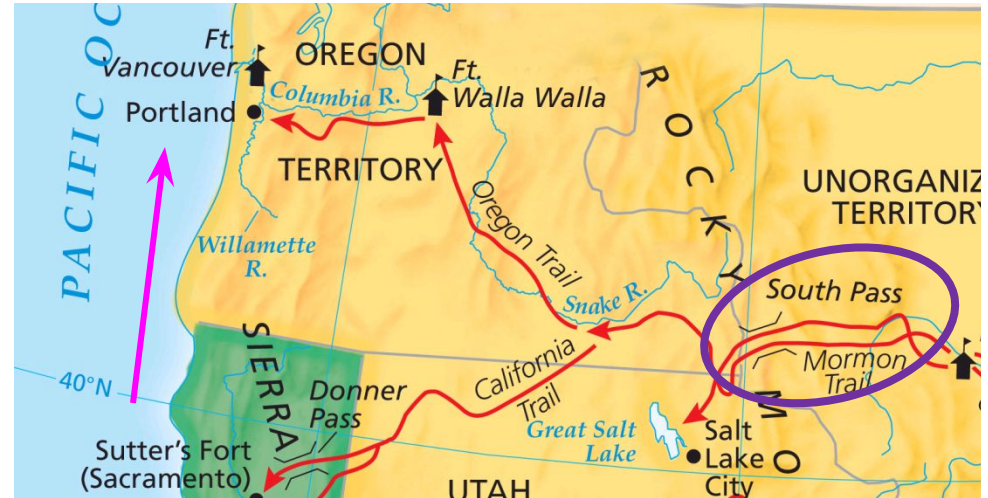 PACIFIC OC
Ft.
Vancouver
OREGON
Ft.
Walla Walla
Columbia R.
Portland
TERRITORY
ROCKY MO
UNORGANIZ
TERRITORY
Willamette
R.
Oregon Trail
Snake R.
South Pass
Mormon
Trail
California
Trail
SIERRA
40°N
Donner
Pass
Great Salt
Lake
Salt
Lake
City
Sutter's Fort
(Sacramento)
UTAH